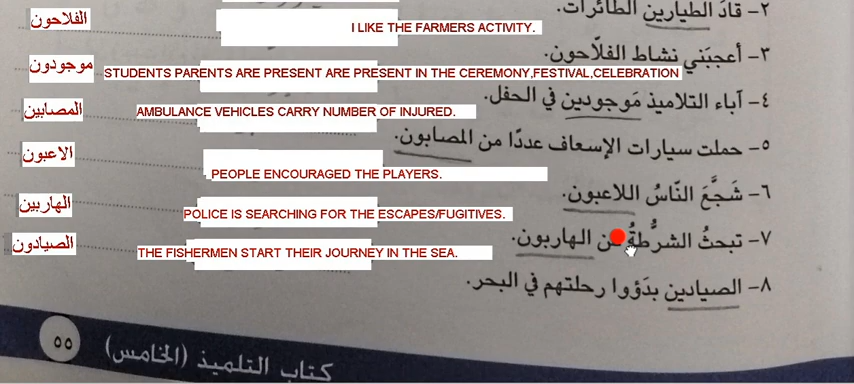 ٢- قادَ الطيارين الطائرات.
الفلاحون
I LIKE THE FARMERS ACTIVITY.
٣- أعجبَني نشاط الفلاّحون.
موجودون
STUDENTS PARENTS ARE PRESENT ARE PRESENT IN THE CEREMONY,FESTIVAL,CELEBRATION
٤- آباء التلاميذ مَوجودين في الحفل.
المصابين
AMBULANCE VEHICLES CARRY NUMBER OF INJURED.
٥- حملت سيارات الإسعاف عددًا من المصابون.
الاعبون
PEOPLE ENCOURAGED THE PLAYERS.
٦- شَجَّعَ النّاسُ اللاعبون.
الهاربين
POLICE IS SEARCHING FOR THE ESCAPES/FUGITIVES.
٧- تبحثُ الشرُّطةُ الهاربون.
الصيادون
THE FISHERMEN START THEIR JOURNEY IN THE SEA.
٨- الصيادين بدَؤوا رحلتهم في البحر.
٥٥
كتاب التلميذ (الخامس)